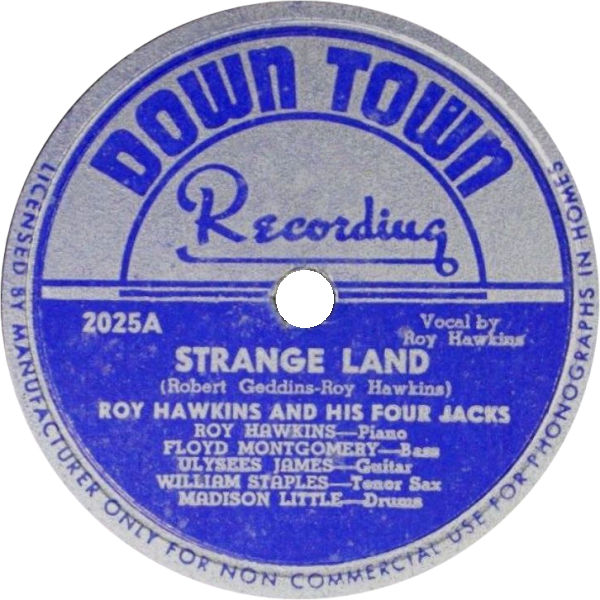 DOWN TOWN
Recording
2025A
Vocal by
Roy Hawkins
STRANGE LAND
(Robert Geddins-Roy Hawkins)
ROY HAWKINS AND HIS FOUR JACKS
ROY HAWKINS—Piano
FLOYD MONTGOMERY—Bass
ULYSEES JAMES—Guitar
WILLIAM STAPLES—Tenor Sax
MADISON LITTLE—Drums
LICENSED BY MANUFACTURER ONLY FOR NON COMMERCIAL USE FOR PHONOGRAPHS IN HOMES